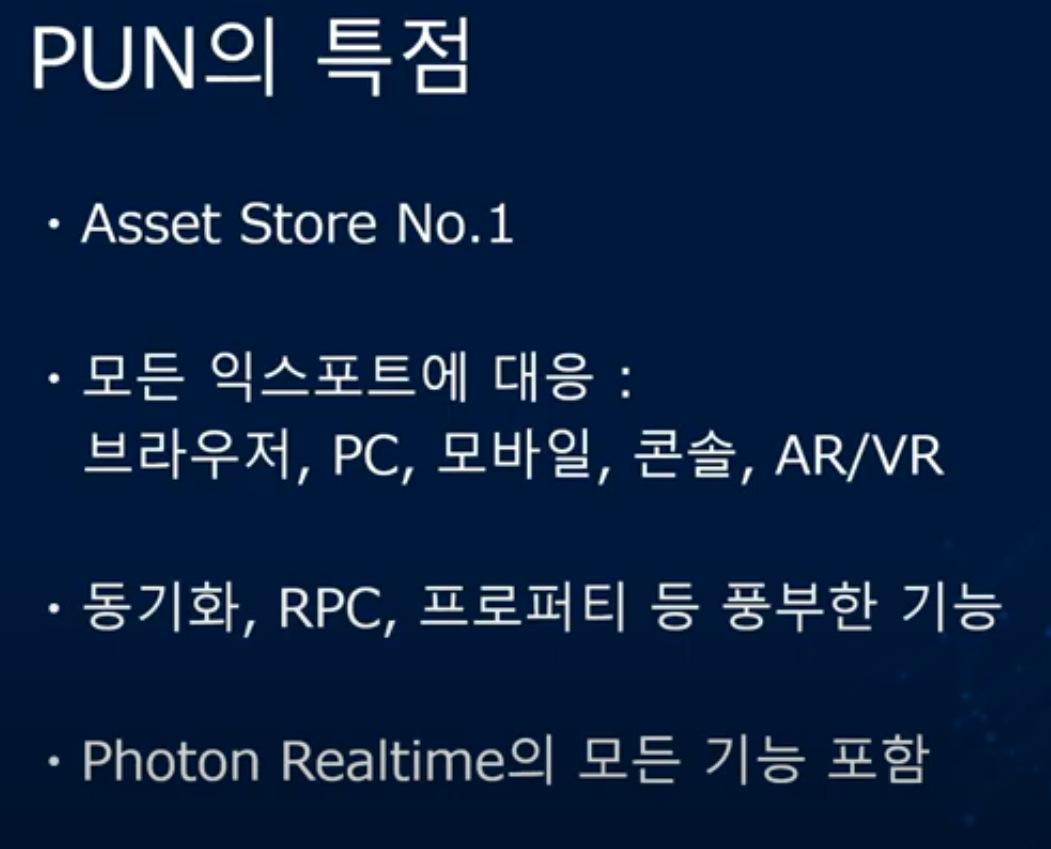 PUN의 특점
· Asset Store No.1
· 모든 익스포트에 대응 :
브라우저, PC, 모바일, 콘솔, AR/VR
· 동기화, RPC, 프로퍼티 등 풍부한 기능
· Photon Realtime의 모든 기능 포함